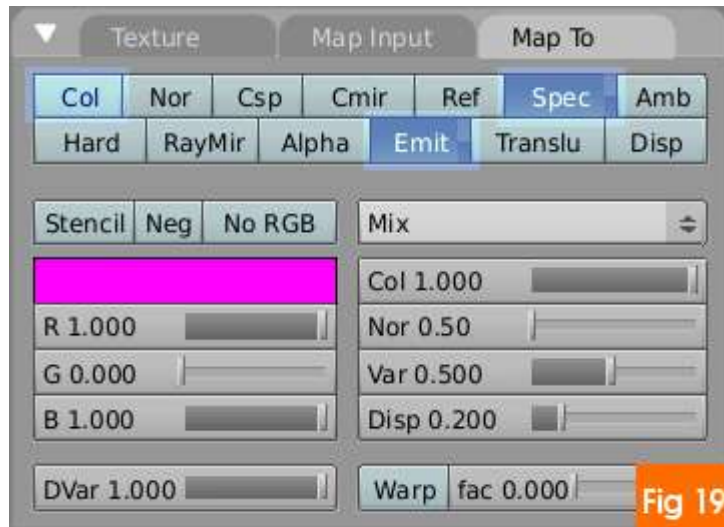 Texture Map Input Map To
Col Nor Csp Cmir Ref Spec Amb
Hard RayMir Alpha Emit Translu Disp
Stencil Neg No RGB Mix
Col 1.000
R 1.000 Nor 0.50
G 0.000 Var 0.500
B 1.000 Disp 0.200
DVar 1.000 Warp fac 0.000
Fig 19